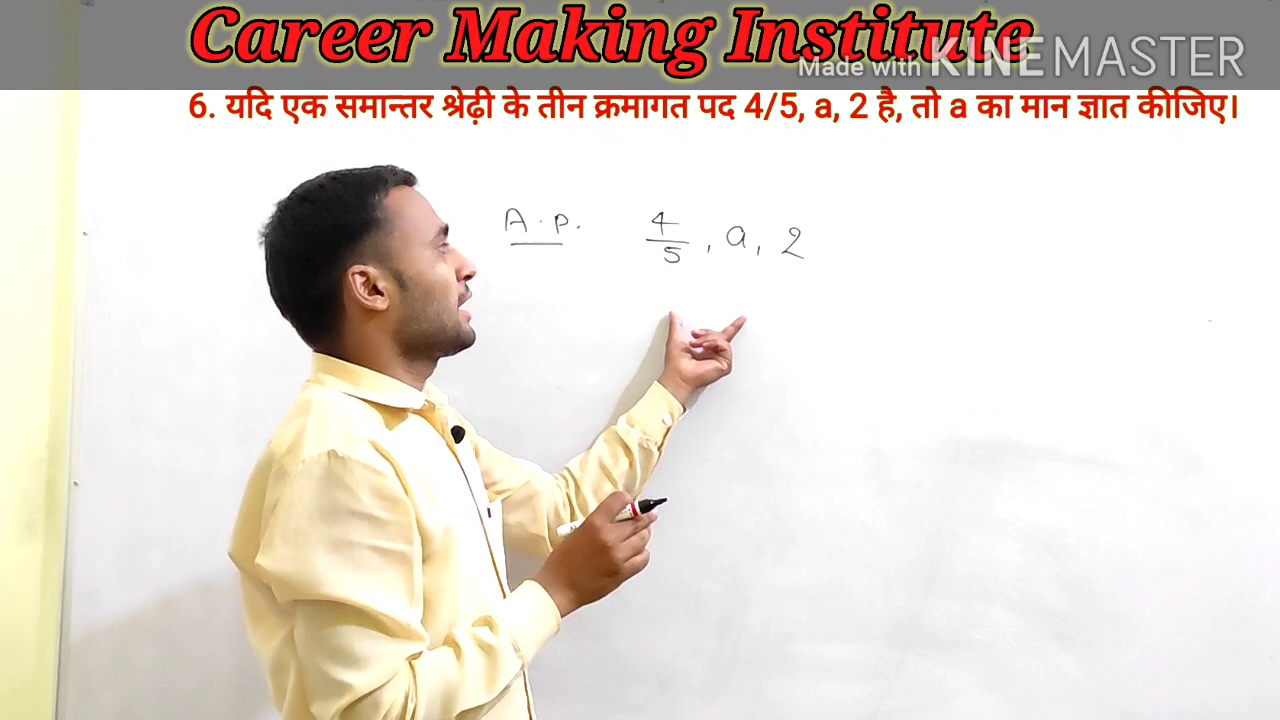 Career Making Institute
Made with KINEMASTER
6. यदि एक समान्तर श्रेढ़ी के तीन क्रमागत पद 4/5, a, 2 है, तो a का मान ज्ञात कीजिए।
A.P. 4/5, a, 2